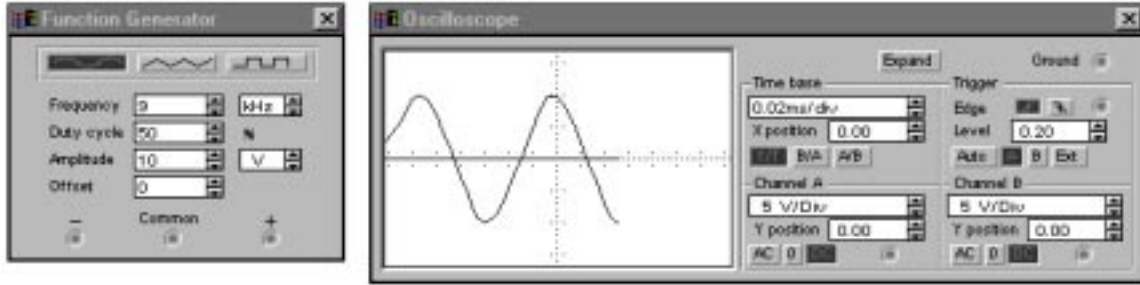 Function Generator
Frequency 9 kHz
Duty cycle 50 %
Amplitude 10 V
Offset 0
− Common +
Oscilloscope
Expand Ground
Time base
0.02ms/div
X position 0.00
Y/T B/A A/B
Trigger
Edge
Level 0.20
Auto A B Ext
Channel A
5 V/Div
Y position 0.00
AC 0 DC
Channel B
5 V/Div
Y position 0.00
AC 0 DC